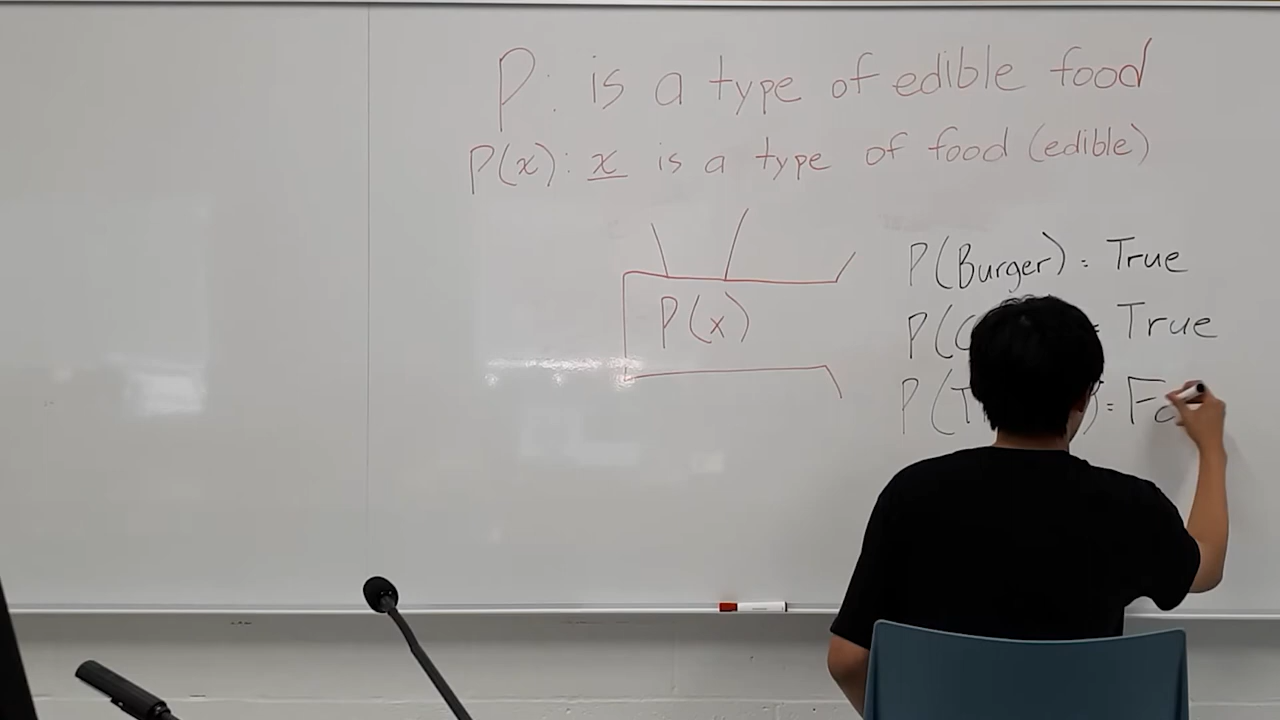 P: is a type of edible food
P(x): x is a type of food (edible)
P(x)
P(Burger) = True
P(C = True
P(T ) = Fa